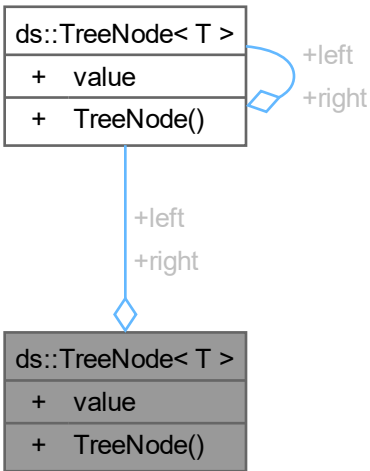 ds::TreeNode< T >
+ value
+ TreeNode()
+left
+right
+left
+right
ds::TreeNode< T >
+ value
+ TreeNode()